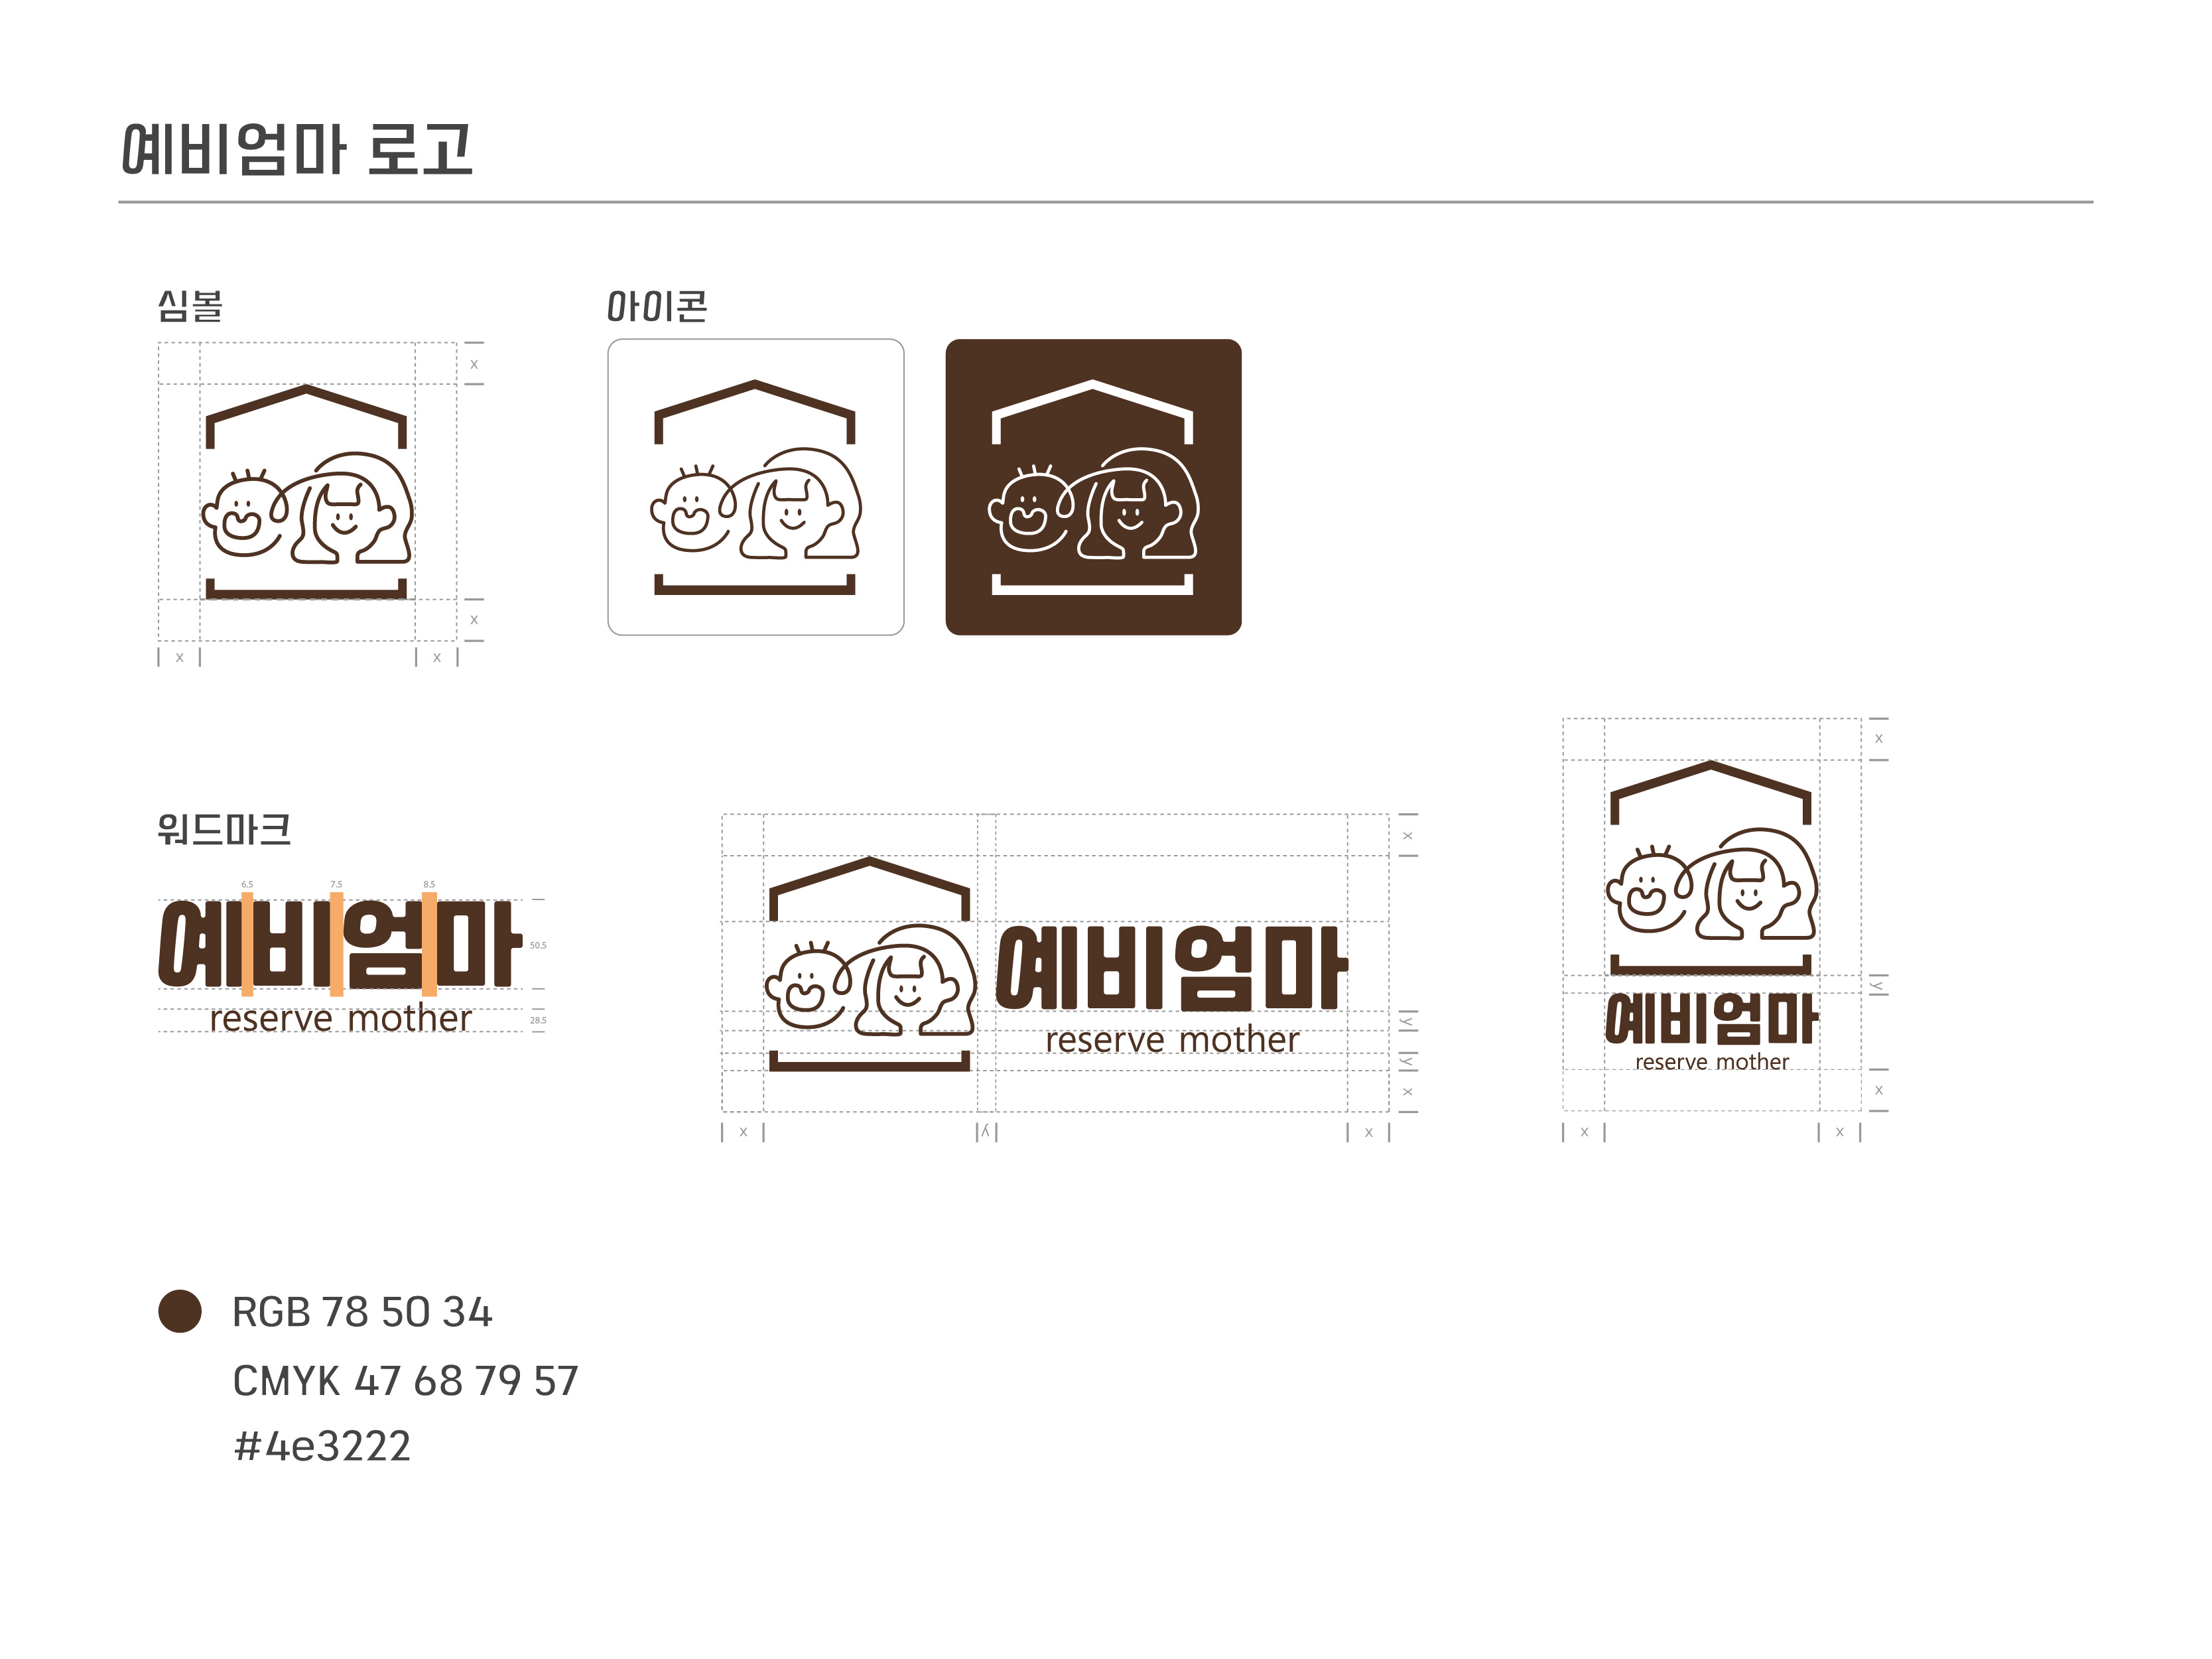 예비엄마 로고
심볼
아이콘
x
x
x
x
워드마크
6.5
7.5
8.5
예비엄마
50.5
reserve mother
28.5
x
예비엄마
reserve mother
y
y
x
x
y
x
x
y
예비엄마
reserve mother
x
x
x
RGB 78 50 34
CMYK 47 68 79 57
#4e3222